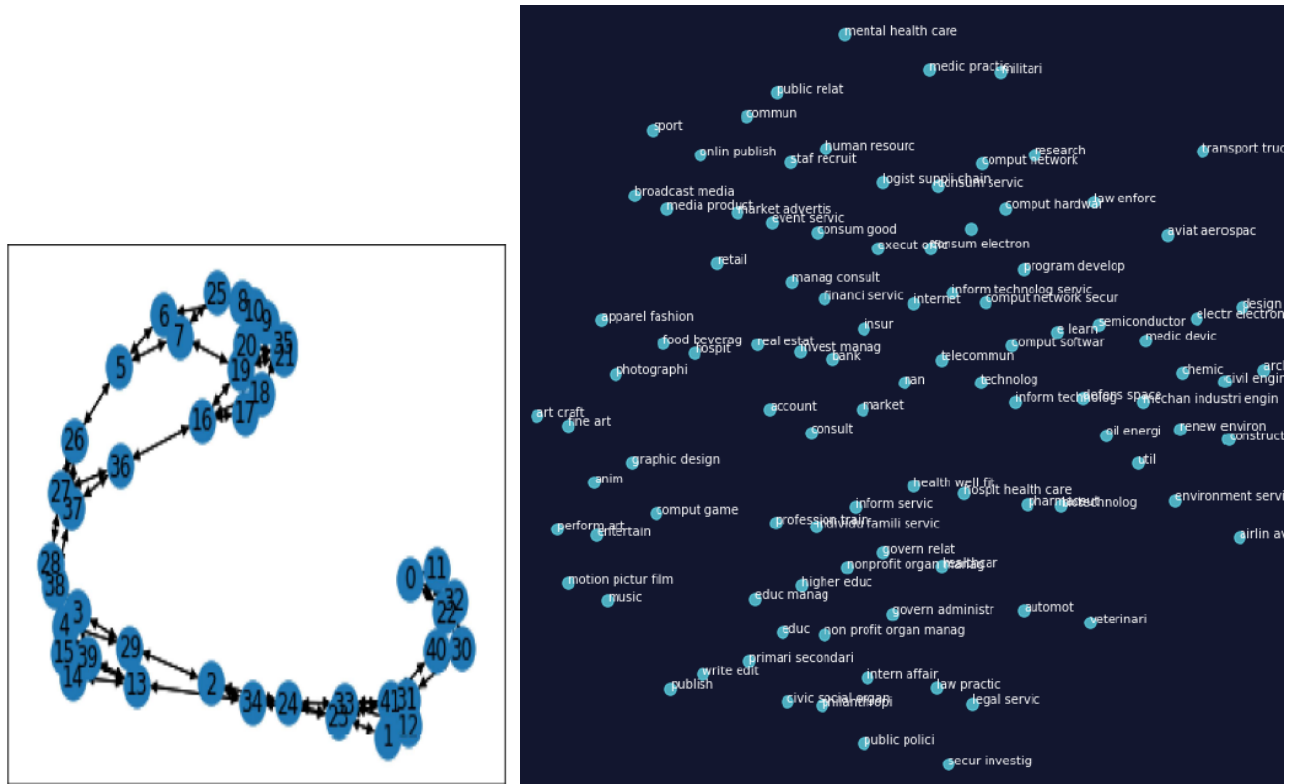 25
8
10
6
9
7
20
35
21
5
19
18
16
17
26
36
27
37
28
38
0
11
32
22
3
4
15
39
29
40
30
14
13
2
34
24
33
23
41
31
12
1
mental health care
medic practic
militari
public relat
commun
sport
onlin publish
human resourc
staf recruit
research
comput network
transport truc
logist suppli chain
consum servic
broadcast media
media product
market advertis
event servic
comput hardwar
law enforc
consum good
aviat aerospac
execut offic
consum electron
retail
program develop
manag consult
financi servic
inform technolog servic
internet
comput network secur
design
apparel fashion
insur
semiconductor
electr electron
e learn
medic devic
food beverag
real estat
hospit
invest manag
bank
comput softwar
telecommun
photographi
ran
technolog
chemic
arc
civil engin
art craft
fine art
account
market
inform technolog
defens space
mechan industri engin
consult
oil energi
renew environ
construct
graphic design
util
anim
health well fit
hospit health care
comput game
inform servic
pharmaceut
biotechnolog
environment servi
perform art
entertain
profession train
individu famili servic
airlin av
govern relat
nonprofit organ manag
healthcar
motion pictur film
music
higher educ
educ manag
govern administr
automot
veterinari
educ
non profit organ manag
primari secondari
write edit
publish
intern affair
law practic
civic social organ
philanthropi
legal servic
public polici
secur investig